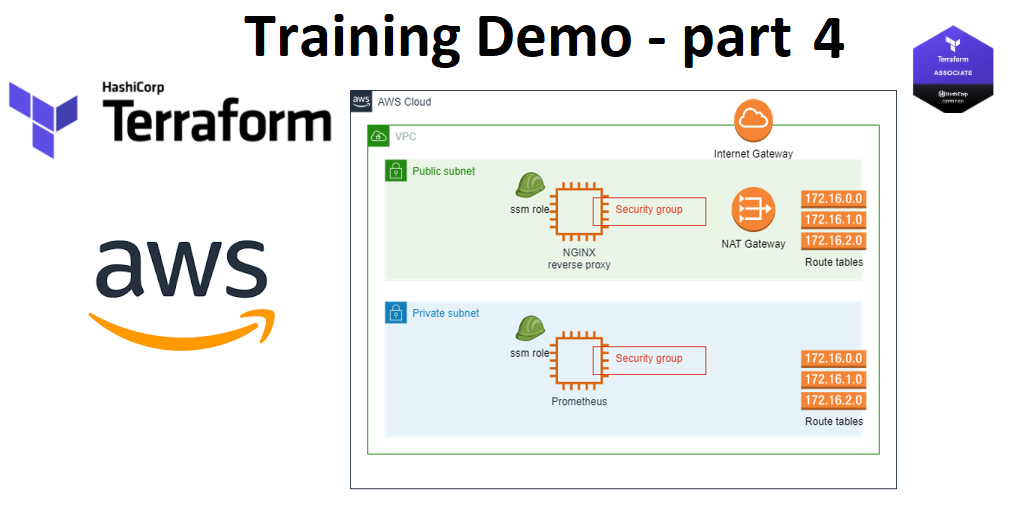 Training Demo - part 4
HashiCorp
Terraform
Terraform
ASSOCIATE
HashiCorp
CERTIFIED
aws
aws
AWS Cloud
VPC
Internet Gateway
Public subnet
ssm role
Security group
NGINX
reverse proxy
NAT Gateway
172.16.0.0
172.16.1.0
172.16.2.0
Route tables
Private subnet
ssm role
Security group
Prometheus
172.16.0.0
172.16.1.0
172.16.2.0
Route tables